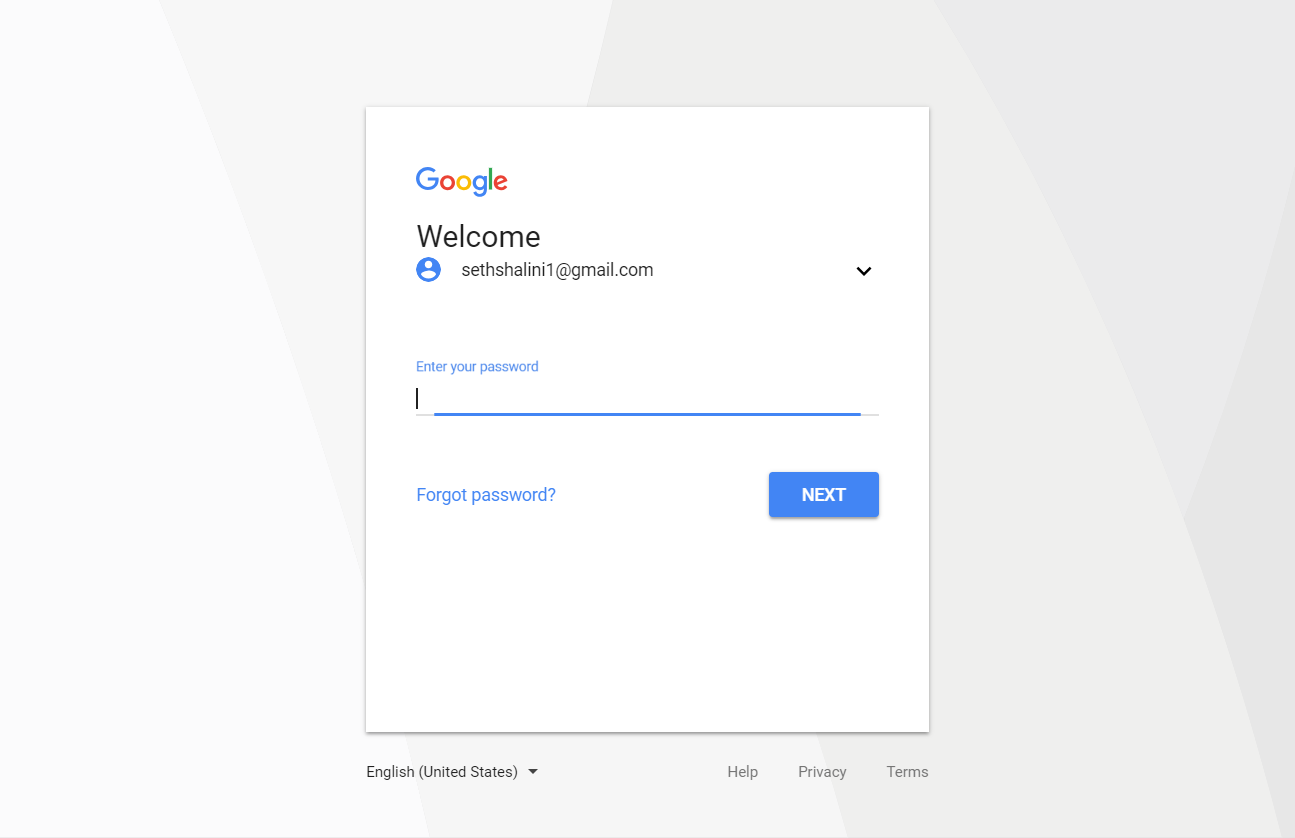 Google
Welcome
sethshalini1@gmail.com
Enter your password
Forgot password?
NEXT
English (United States)
Help
Privacy
Terms